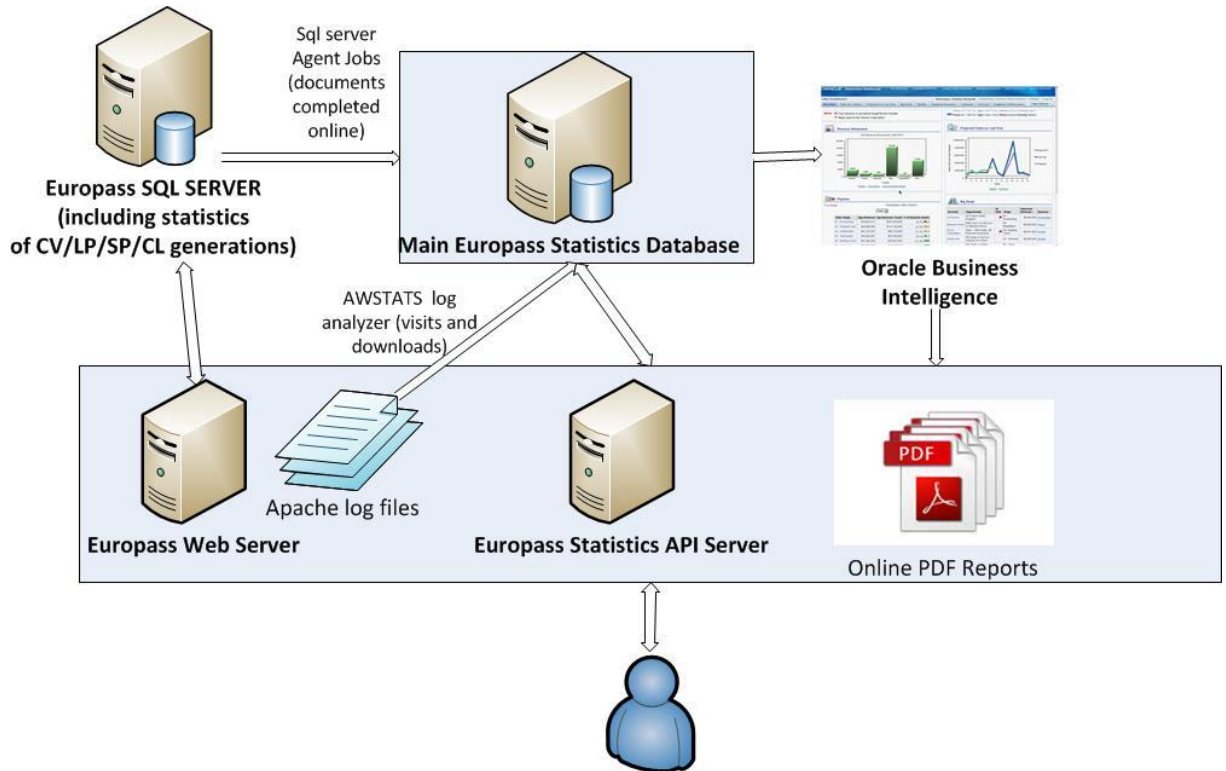 Sql server
Agent Jobs
(documents
completed
online)
Europass SQL SERVER
(including statistics
of CV/LP/SP/CL generation)
Main Europass Statistics Database
Oracle Business
Intelligence
AWSTATS log
analyzer (visits and
downloads)
Apache log files
Europass Web Server
Europass Statistics API Server
PDF
Online PDF Reports